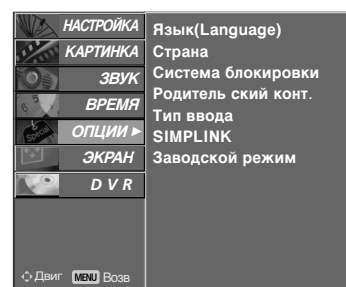 НАСТРОЙКА
КАРТИНКА
ЗВУК
ВРЕМЯ
ОПЦИИ ►
ЭКРАН
D V R
Язык(Language)
Страна
Система блокировки
Родитель ский конт.
Тип ввода
SIMPLINK
Заводской режим
Двиг MENU Возв